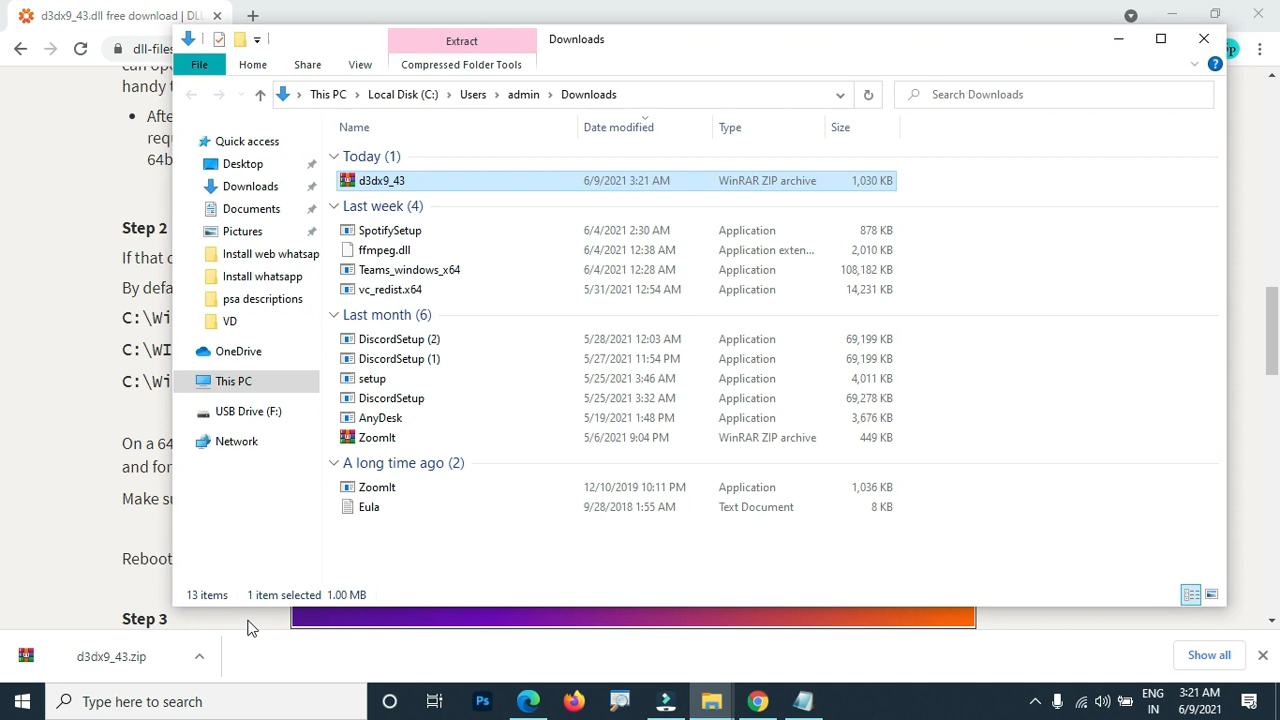 d3dx9_43.dll free download | DLL
dll-files
Extract
Downloads
File
Home
Share
View
Compressed Folder Tools
This PC
Local Disk (C:)
Users
admin
Downloads
Search Downloads
can op
handy t
Name
Date modified
Type
Size
Afte
req
64b
Quick access
Desktop
Downloads
Documents
Pictures
Install web whatsap
Install whatsapp
psa descriptions
VD
OneDrive
This PC
USB Drive (F:)
Network
Today (1)
d3dx9_43 6/9/2021 3:21 AM WinRAR ZIP archive 1,030 KB
Last week (4)
SpotifySetup 6/4/2021 2:30 AM Application 878 KB
ffmpeg.dll 6/4/2021 12:38 AM Application exten... 2,010 KB
Teams_windows_x64 6/4/2021 12:28 AM Application 108,182 KB
vc_redist.x64 5/31/2021 12:54 AM Application 14,231 KB
Last month (6)
DiscordSetup (2) 5/28/2021 12:03 AM Application 69,199 KB
DiscordSetup (1) 5/27/2021 11:54 PM Application 69,199 KB
setup 5/25/2021 3:46 AM Application 4,011 KB
DiscordSetup 5/25/2021 3:32 AM Application 69,278 KB
AnyDesk 5/19/2021 1:48 PM Application 3,676 KB
ZoomIt 5/6/2021 9:04 PM WinRAR ZIP archive 449 KB
A long time ago (2)
ZoomIt 12/10/2019 10:11 PM Application 1,036 KB
Eula 9/28/2018 1:55 AM Text Document 8 KB
Step 2
If that d
By defa
C:\Wi
C:\WI
C:\Wi
On a 64
and for
Make su
Reboot
13 items 1 item selected 1.00 MB
Step 3
d3dx9_43.zip
Show all
Type here to search
Ps
ENG
IN
3:21 AM
6/9/2021